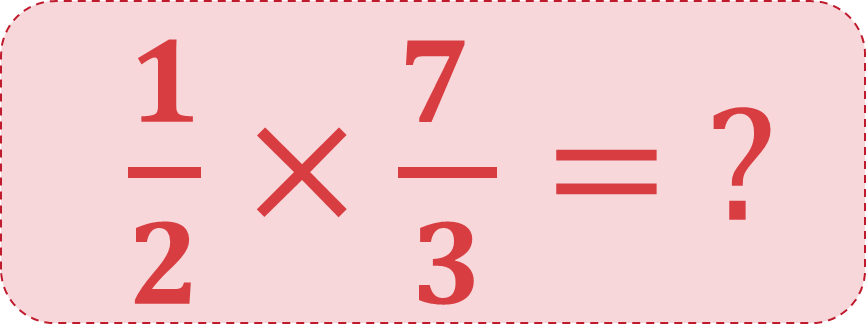 1/2 × 7/3 = ?